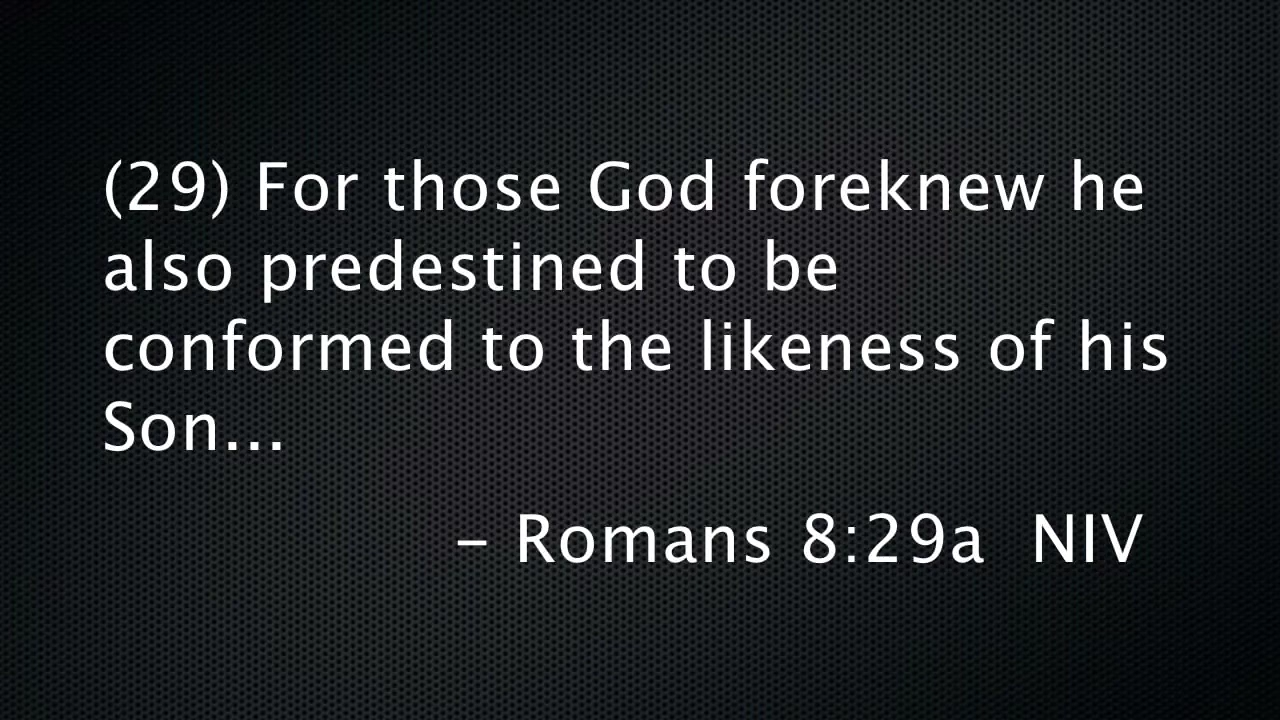 (29) For those God foreknew he
also predestined to be
conformed to the likeness of his
Son...
– Romans 8:29a  NIV